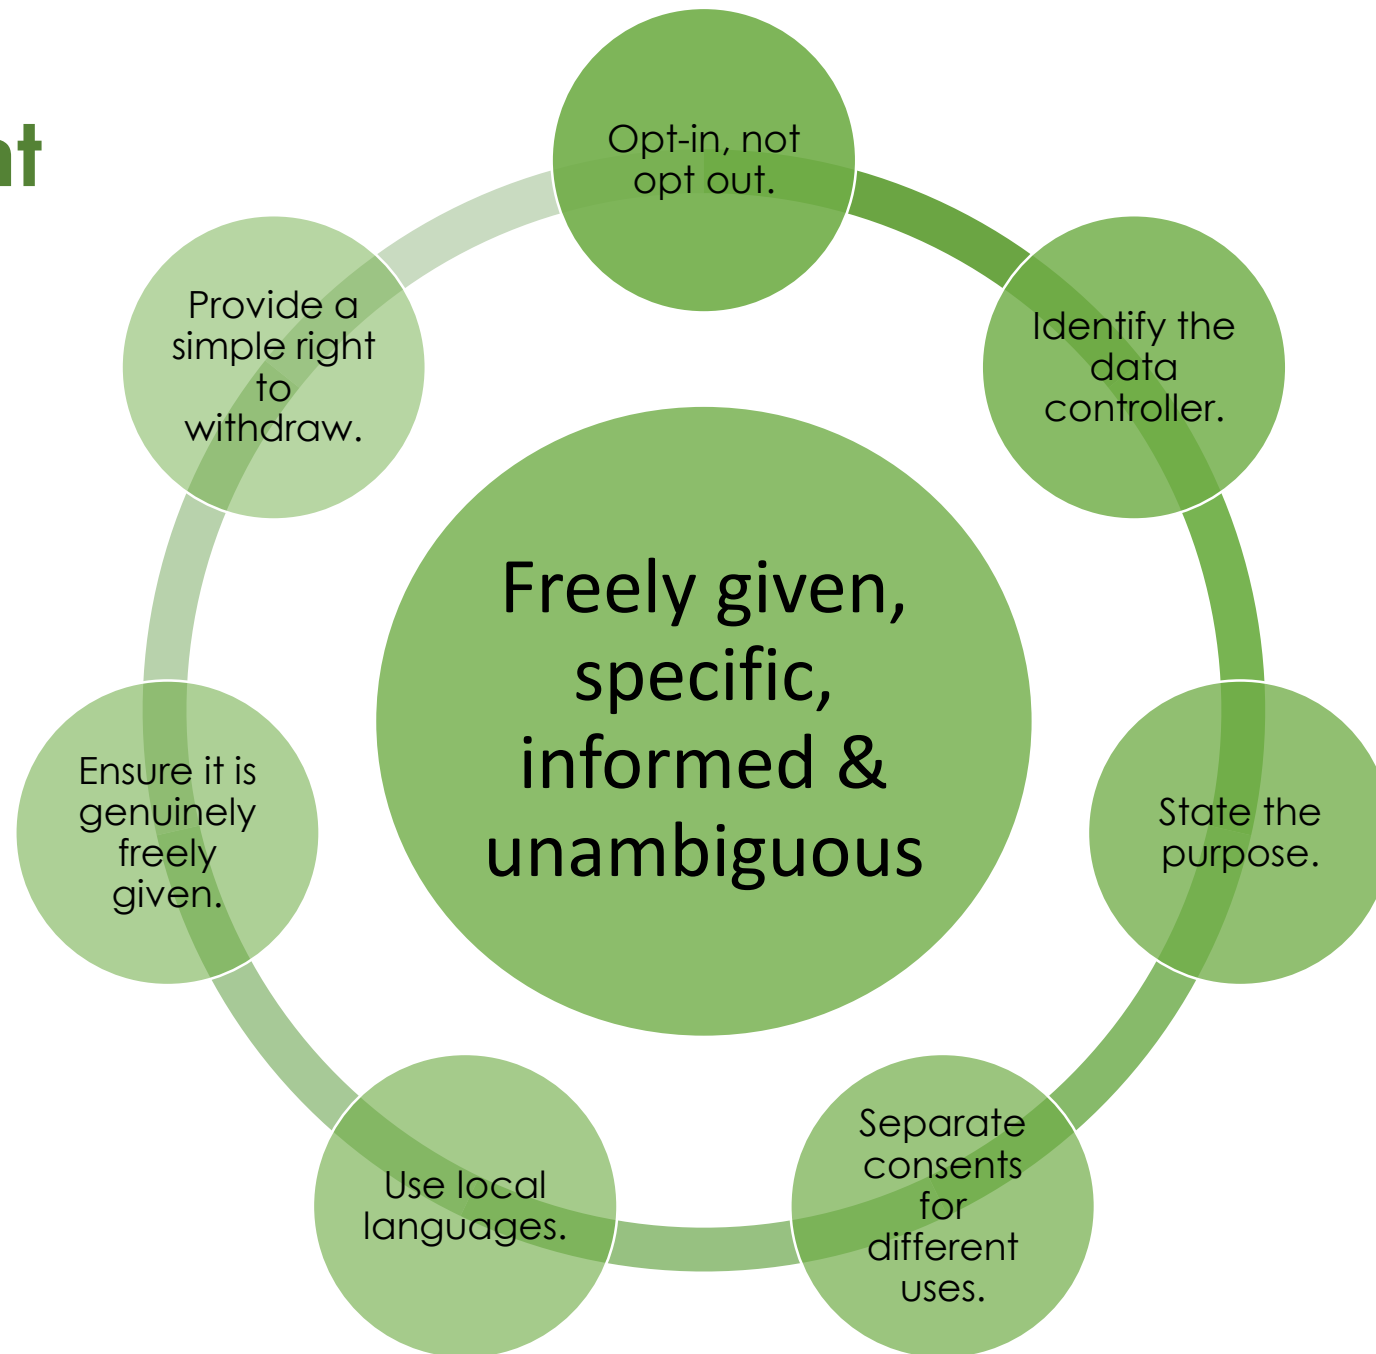 nt
Opt-in, not
opt out.
Identify the
data
controller.
State the
purpose.
Separate
consents
for
different
uses.
Use local
languages.
Ensure it is
genuinely
freely
given.
Provide a
simple right
to
withdraw.
Freely given,
specific,
informed &
unambiguous